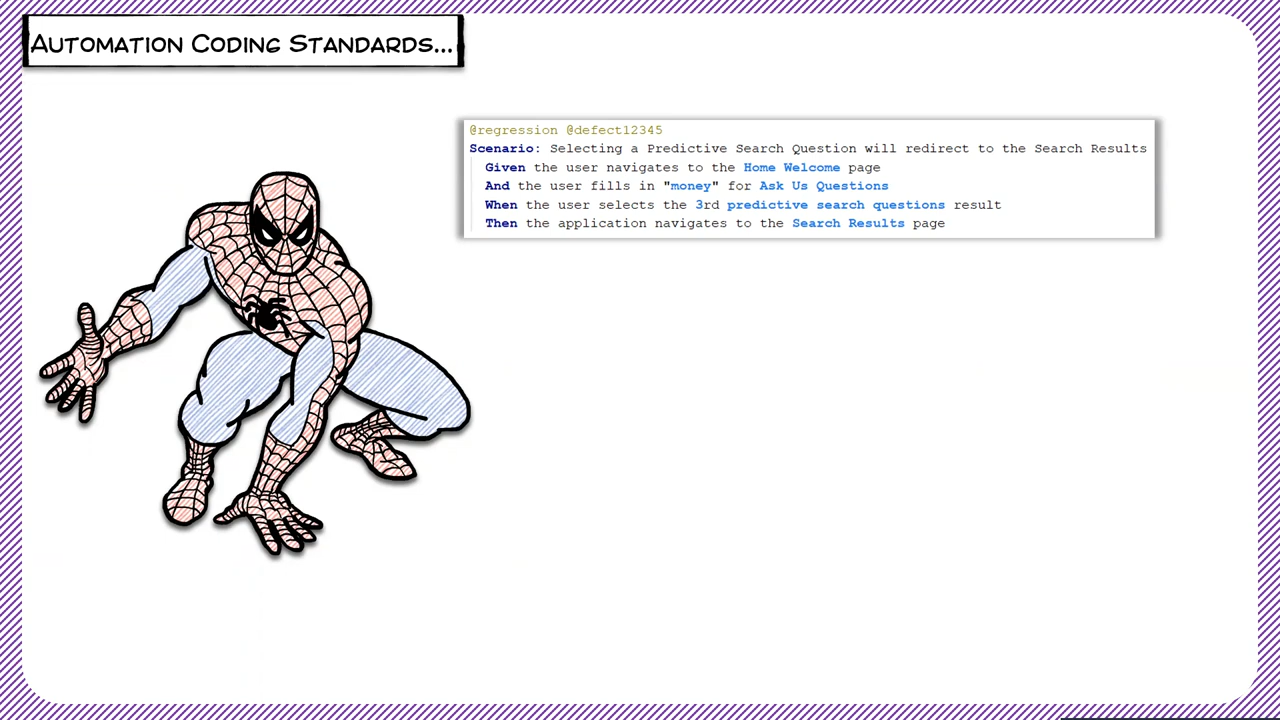 Automation Coding Standards...
@regression @defect12345
Scenario: Selecting a Predictive Search Question will redirect to the Search Results
Given the user navigates to the Home Welcome page
And the user fills in "money" for Ask Us Questions
When the user selects the 3rd predictive search questions result
Then the application navigates to the Search Results page